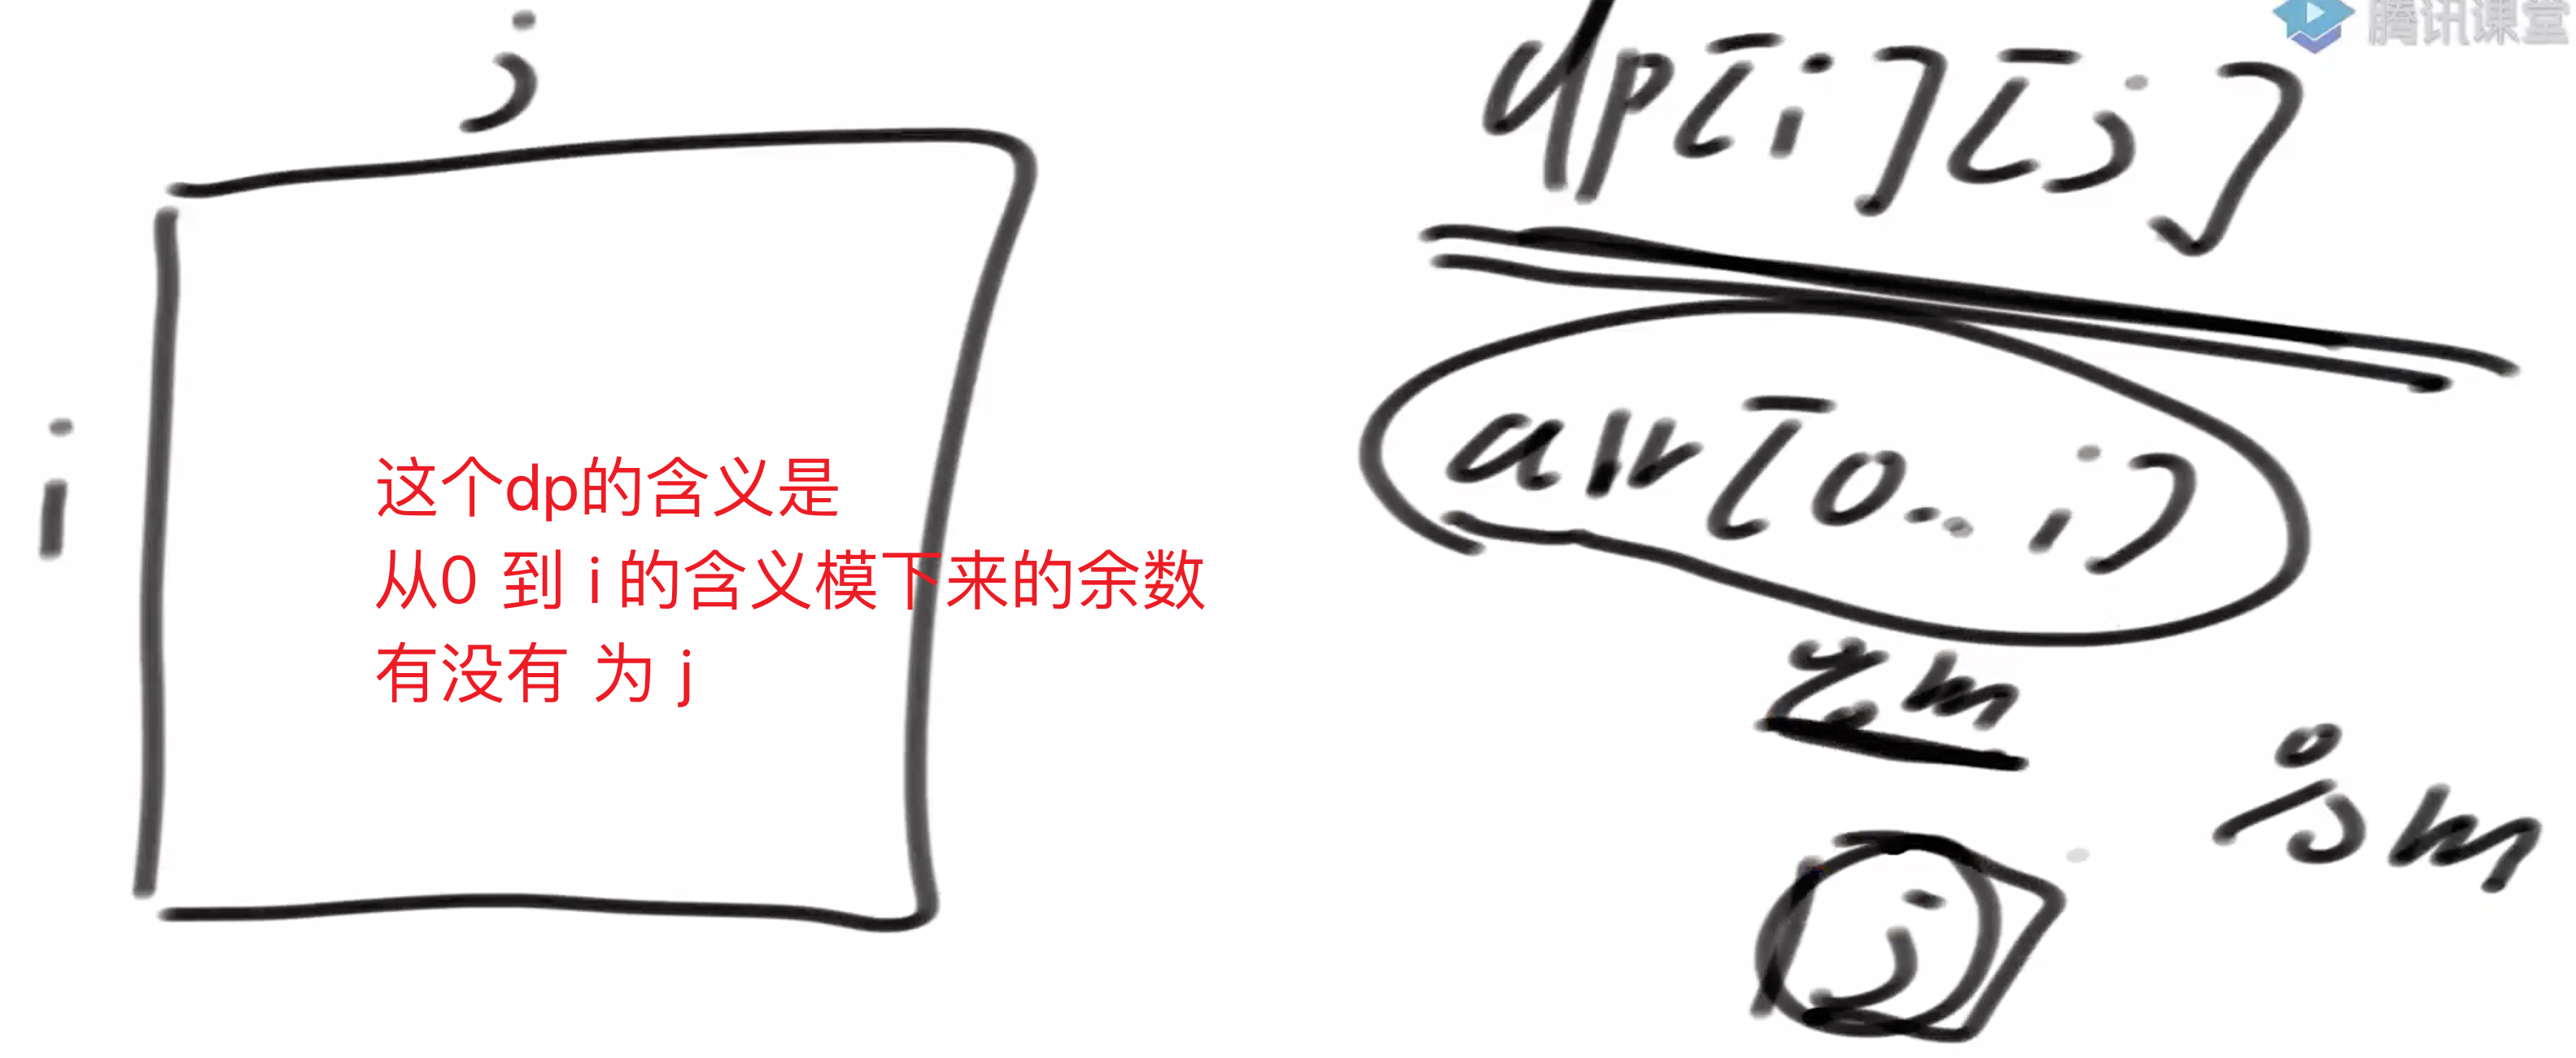 j
i
这个dp的含义是
从0 到 i 的含义模下来的余数
有没有 为 j
腾讯课堂
dp[i][j]
arr[0...i]
%m
%m
j